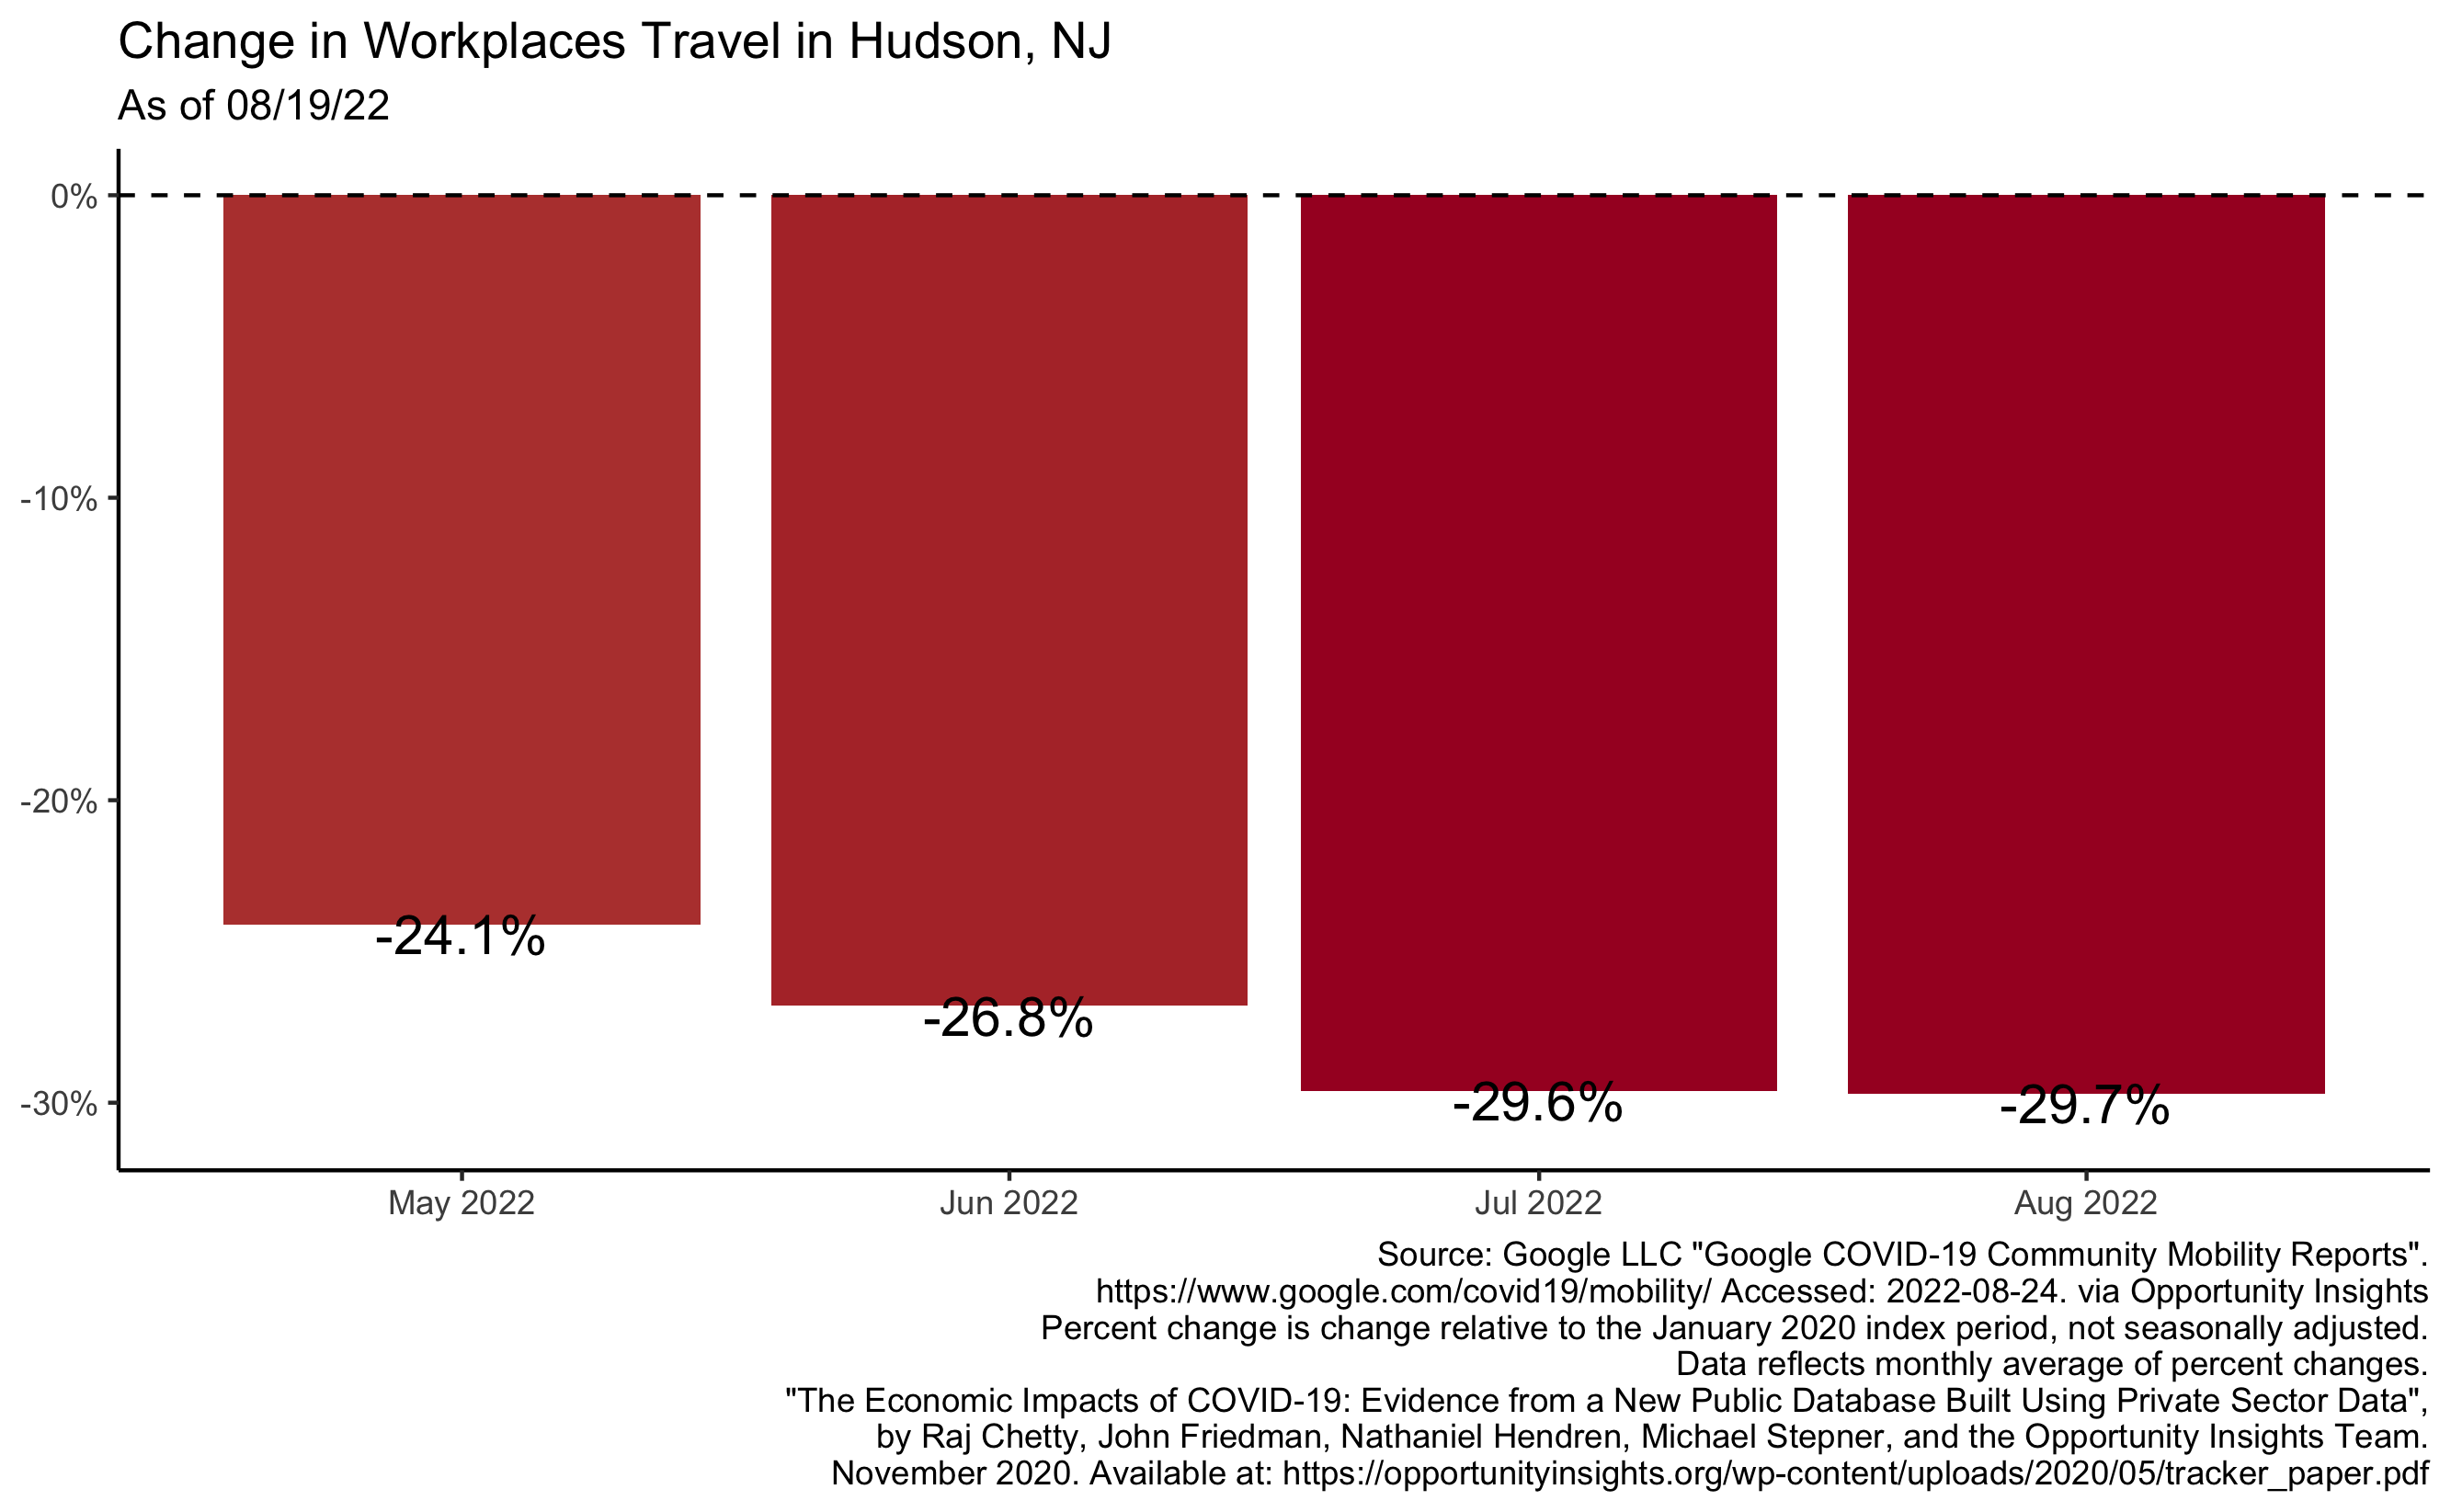 Change in Workplaces Travel in Hudson, NJ
As of 08/19/22
0%
-10%
-20%
-30%
-24.1%
-26.8%
-29.6%
-29.7%
May 2022
Jun 2022
Jul 2022
Aug 2022
Source: Google LLC "Google COVID-19 Community Mobility Reports".
https://www.google.com/covid19/mobility/ Accessed: 2022-08-24. via Opportunity Insights
Percent change is change relative to the January 2020 index period, not seasonally adjusted.
Data reflects monthly average of percent changes.
"The Economic Impacts of COVID-19: Evidence from a New Public Database Built Using Private Sector Data",
by Raj Chetty, John Friedman, Nathaniel Hendren, Michael Stepner, and the Opportunity Insights Team.
November 2020. Available at: https://opportunityinsights.org/wp-content/uploads/2020/05/tracker_paper.pdf